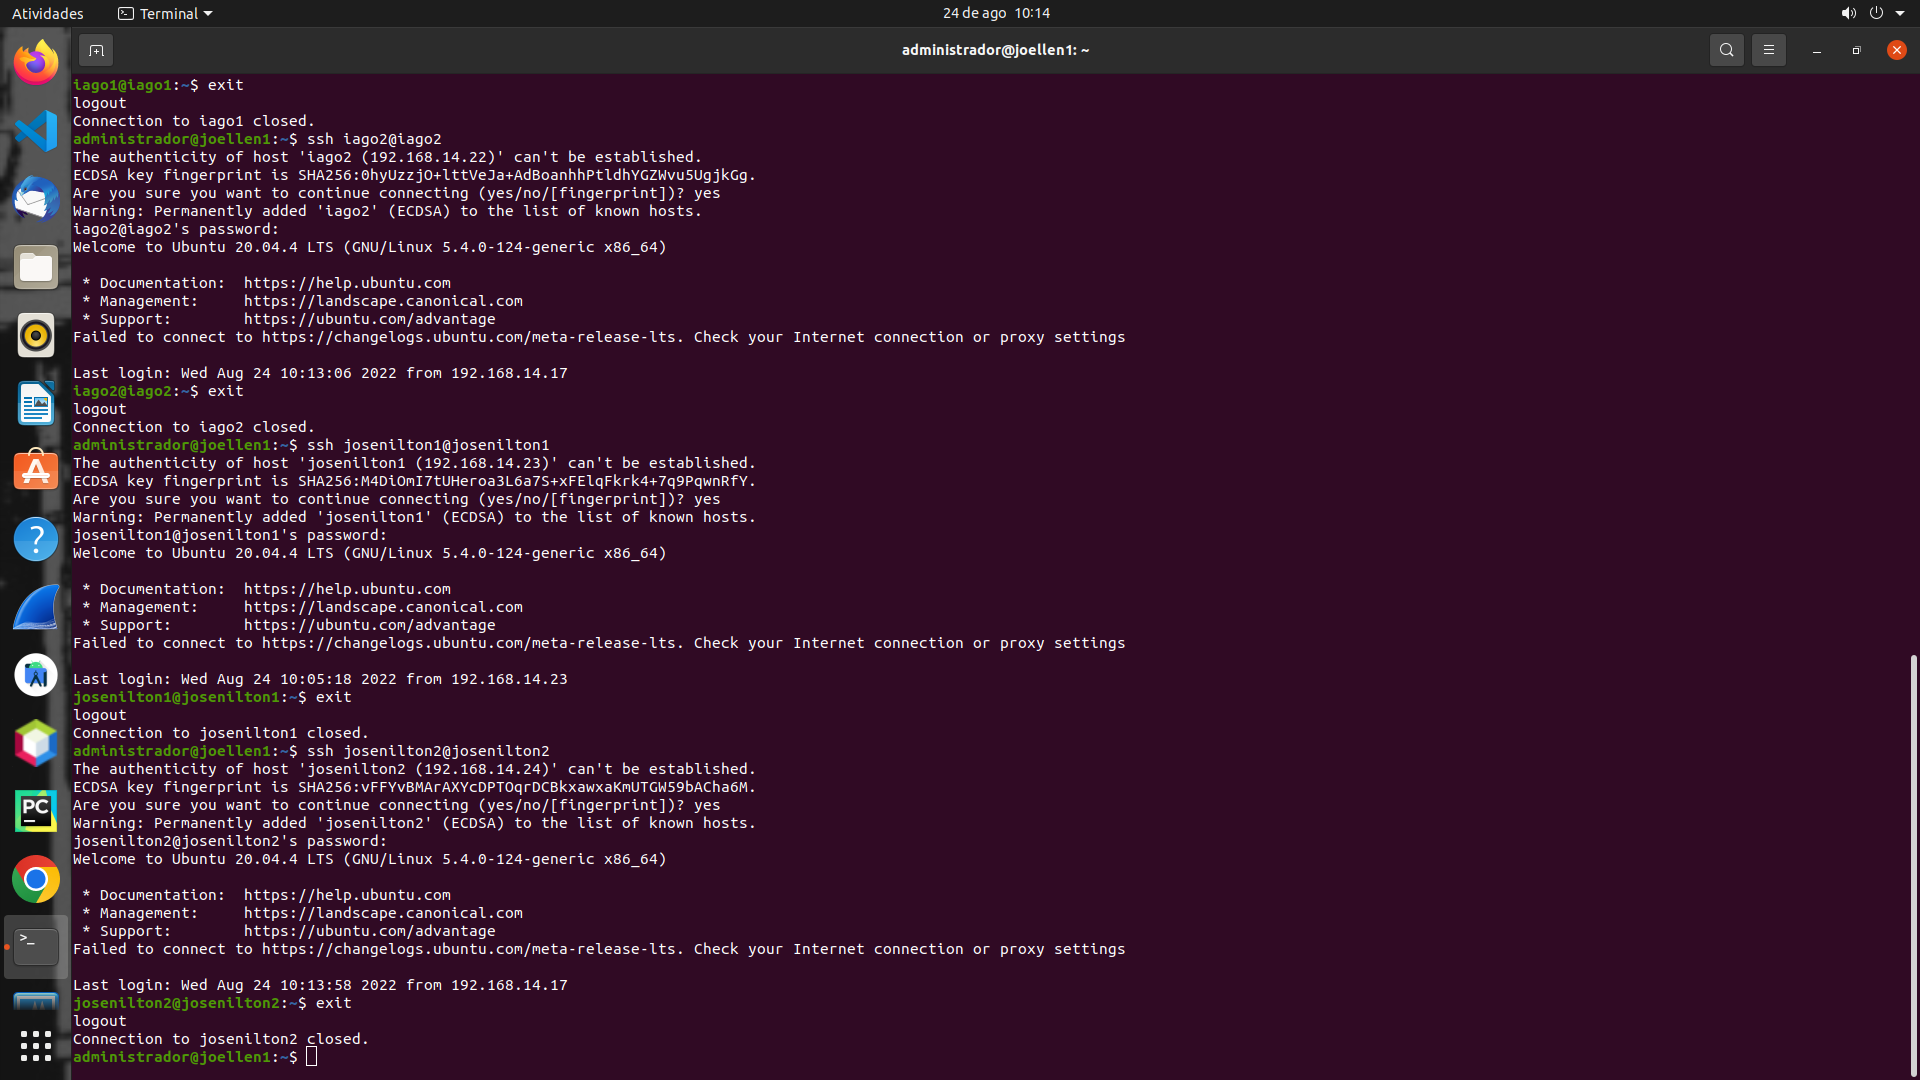 Atividades
Terminal
24 de ago 10:14
administrador@joellen1: ~
iago1@iago1:~$ exit
logout
Connection to iago1 closed.
administrador@joellen1:~$ ssh iago2@iago2
The authenticity of host 'iago2 (192.168.14.22)' can't be established.
ECDSA key fingerprint is SHA256:0hyUzzjO+lttVeJa+AdBoanhhPtldhYGZWvu5UgjkGg.
Are you sure you want to continue connecting (yes/no/[fingerprint])? yes
Warning: Permanently added 'iago2' (ECDSA) to the list of known hosts.
iago2@iago2's password:
Welcome to Ubuntu 20.04.4 LTS (GNU/Linux 5.4.0-124-generic x86_64)
* Documentation: https://help.ubuntu.com
* Management: https://landscape.canonical.com
* Support: https://ubuntu.com/advantage
Failed to connect to https://changelogs.ubuntu.com/meta-release-lts. Check your Internet connection or proxy settings
Last login: Wed Aug 24 10:13:06 2022 from 192.168.14.17
iago2@iago2:~$ exit
logout
Connection to iago2 closed.
administrador@joellen1:~$ ssh josenilton1@josenilton1
The authenticity of host 'josenilton1 (192.168.14.23)' can't be established.
ECDSA key fingerprint is SHA256:M4DiOmI7tUHeroa3L6a7S+xFElqFkrk4+7q9PqwnRfY.
Are you sure you want to continue connecting (yes/no/[fingerprint])? yes
Warning: Permanently added 'josenilton1' (ECDSA) to the list of known hosts.
josenilton1@josenilton1's password:
Welcome to Ubuntu 20.04.4 LTS (GNU/Linux 5.4.0-124-generic x86_64)
* Documentation: https://help.ubuntu.com
* Management: https://landscape.canonical.com
* Support: https://ubuntu.com/advantage
Failed to connect to https://changelogs.ubuntu.com/meta-release-lts. Check your Internet connection or proxy settings
Last login: Wed Aug 24 10:05:18 2022 from 192.168.14.23
josenilton1@josenilton1:~$ exit
logout
Connection to josenilton1 closed.
administrador@joellen1:~$ ssh josenilton2@josenilton2
The authenticity of host 'josenilton2 (192.168.14.24)' can't be established.
ECDSA key fingerprint is SHA256:vFFYvBMArAXYcDPTOqrDCBkxawxaKmUTGW59bACha6M.
Are you sure you want to continue connecting (yes/no/[fingerprint])? yes
Warning: Permanently added 'josenilton2' (ECDSA) to the list of known hosts.
josenilton2@josenilton2's password:
Welcome to Ubuntu 20.04.4 LTS (GNU/Linux 5.4.0-124-generic x86_64)
* Documentation: https://help.ubuntu.com
* Management: https://landscape.canonical.com
* Support: https://ubuntu.com/advantage
Failed to connect to https://changelogs.ubuntu.com/meta-release-lts. Check your Internet connection or proxy settings
Last login: Wed Aug 24 10:13:58 2022 from 192.168.14.17
josenilton2@josenilton2:~$ exit
logout
Connection to josenilton2 closed.
administrador@joellen1:~$
PC